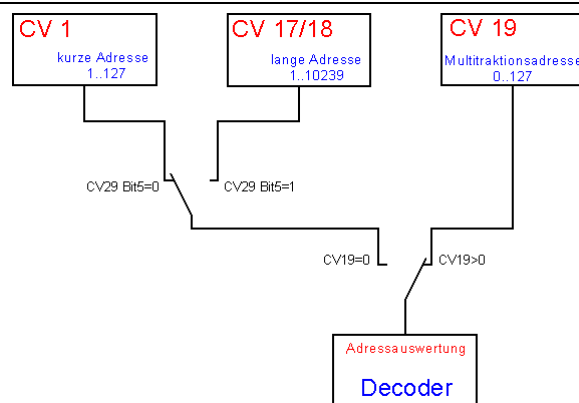 CV 1
kurze Adresse
1..127
CV 17/18
lange Adresse
1..10239
CV 19
Multitraktionsadresse
0..127
CV29 Bit5=0
CV29 Bit5=1
CV19=0
CV19>0
Adressauswertung
Decoder